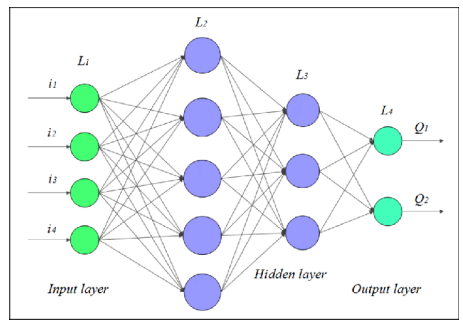 L1
L2
L3
L4
i1
i2
i3
i4
Q1
Q2
Input layer
Hidden layer
Output layer